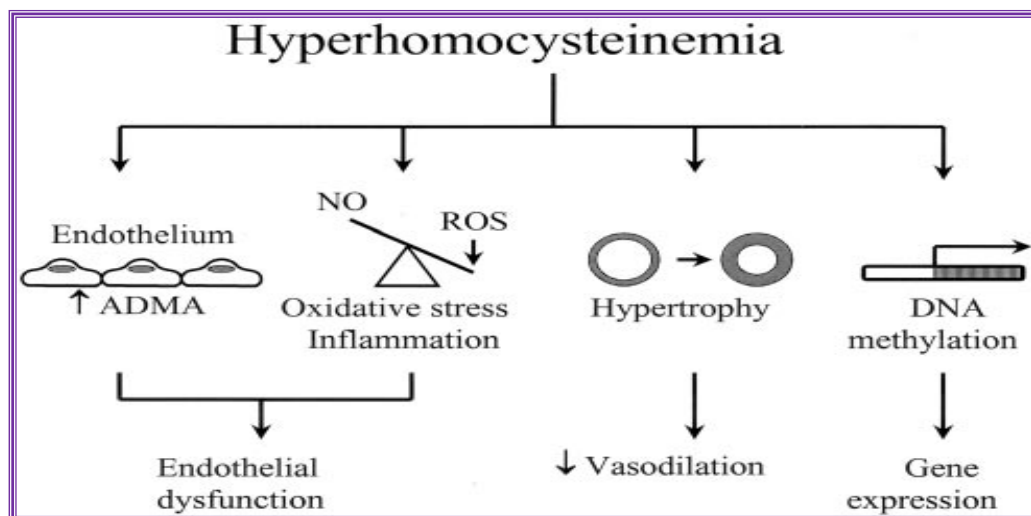 Hyperhomocysteinemia
Endothelium
↑ ADMA
NO
ROS
Oxidative stress
Inflammation
Hypertrophy
DNA
methylation
Endothelial
dysfunction
↓ Vasodilation
Gene
expression